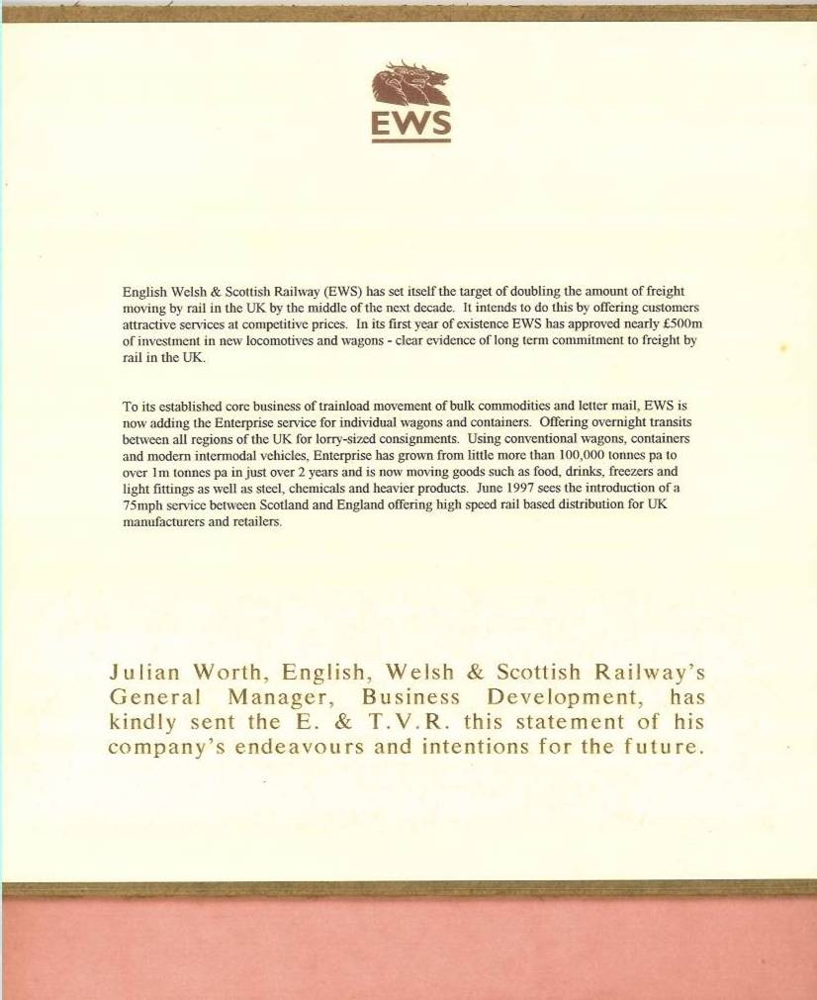 EWS
English Welsh & Scottish Railway (EWS) has set itself the target of doubling the amount of freight
moving by rail in the UK by the middle of the next decade. It intends to do this by offering customers
attractive services at competitive prices. In its first year of existence EWS has approved nearly £500m
of investment in new locomotives and wagons - clear evidence of long term commitment to freight by
rail in the UK.
To its established core business of trainload movement of bulk commodities and letter mail, EWS is
now adding the Enterprise service for individual wagons and containers. Offering overnight transits
between all regions of the UK for lorry-sized consignments. Using conventional wagons, containers
and modern intermodal vehicles, Enterprise has grown from little more than 100,000 tonnes pa to
over 1m tonnes pa in just over 2 years and is now moving goods such as food, drinks, freezers and
light fittings as well as steel, chemicals and heavier products. June 1997 sees the introduction of a
75mph service between Scotland and England offering high speed rail based distribution for UK
manufacturers and retailers.
Julian Worth, English, Welsh & Scottish Railway's
General Manager, Business Development, has
kindly sent the E. & T.V.R. this statement of his
company's endeavours and intentions for the future.